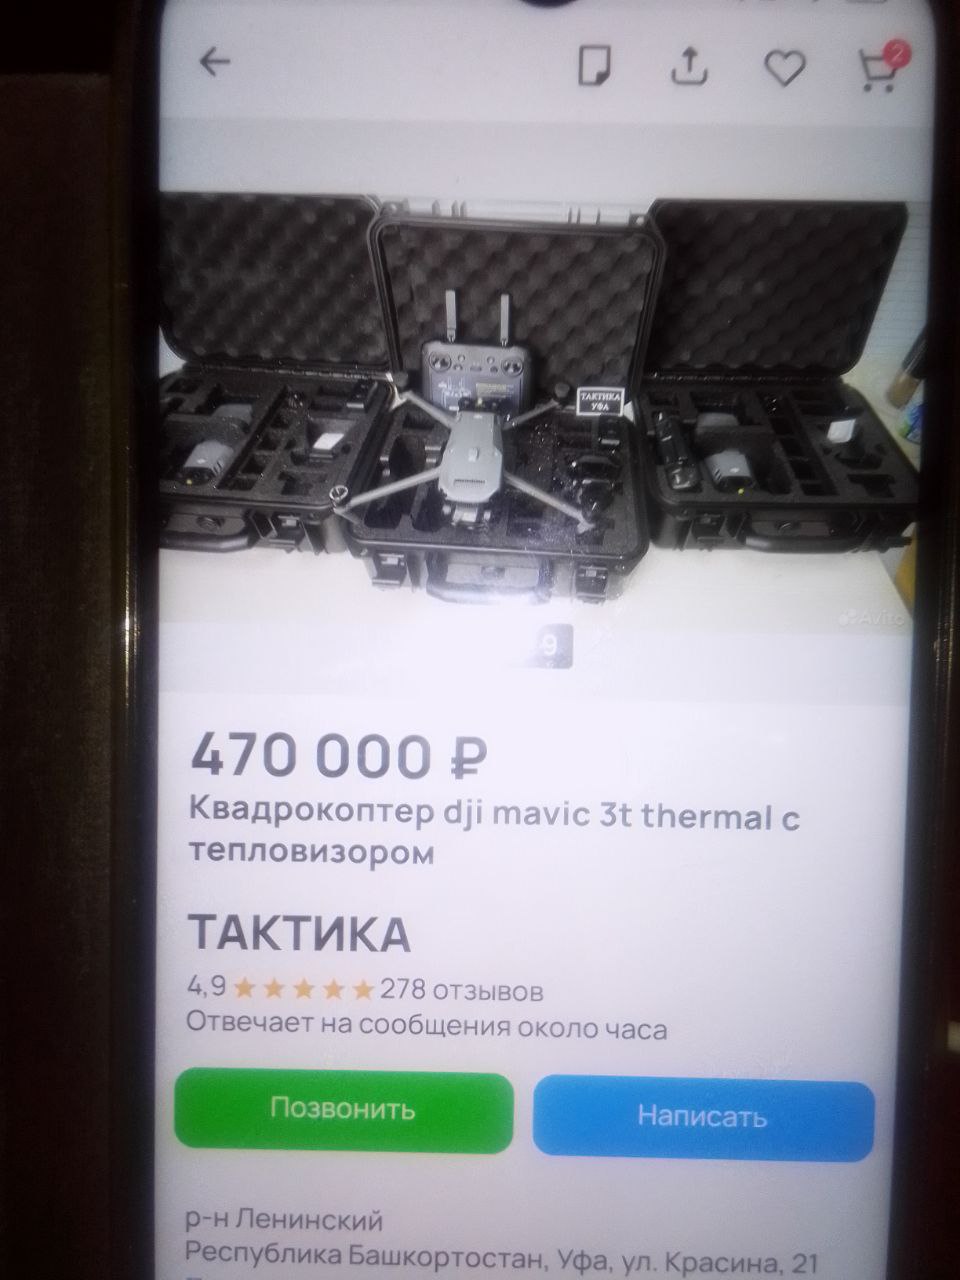 2
ТАКТИКА
УФА
Avito
9
470 000 ₽
Квадрокоптер dji mavic 3t thermal с
тепловизором
ТАКТИКА
4,9 ★★★★★ 278 отзывов
Отвечает на сообщения около часа
Позвонить
Написать
р-н Ленинский
Республика Башкортостан, Уфа, ул. Красина, 21